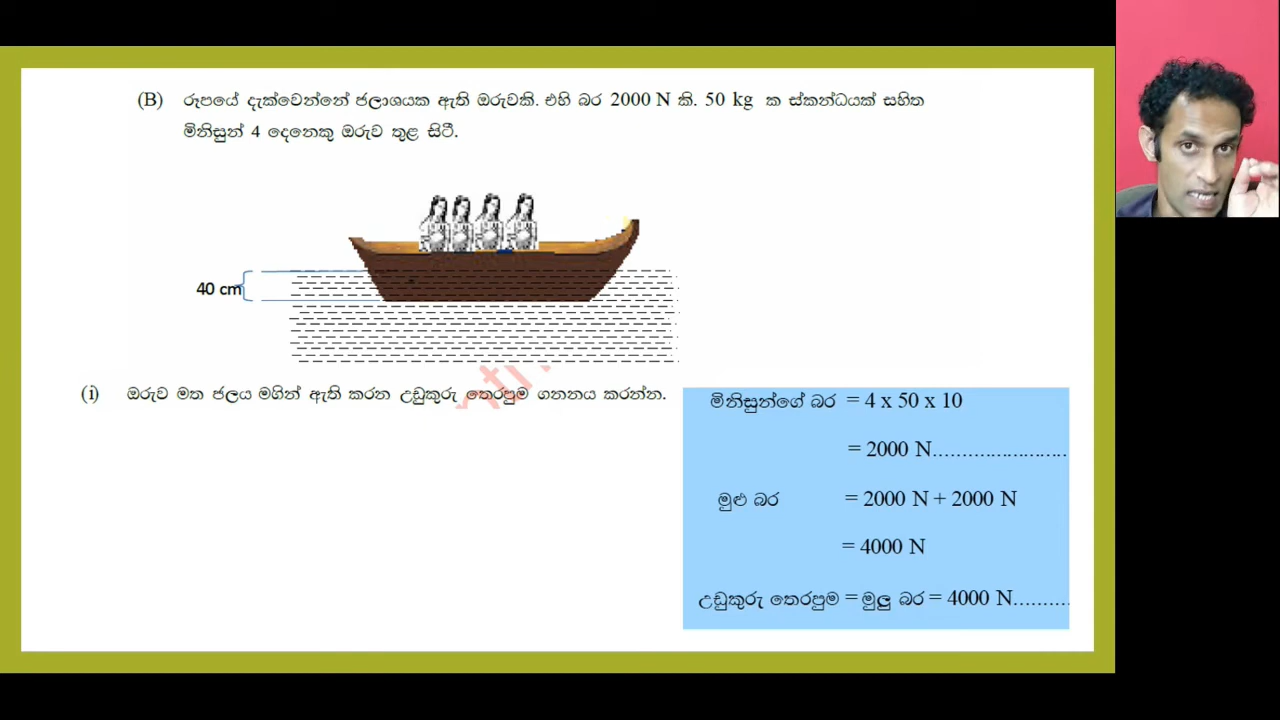 (B) රූපයේ දැක්වෙන්නේ ජලාශයක ඇති ඔරුවකි. එහි බර 2000 N කි. 50 kg ක ස්කන්ධයක් සහිත
මිනිසුන් 4 දෙනෙකු ඔරුව තුළ සිටී.
40 cm
(i) ඔරුව මත ජලය මගින් ඇති කරන උඩුකුරු තෙරපුම ගනනය කරන්න.
මිනිසුන්ගේ බර = 4 x 50 x 10
= 2000 N........................
මුළු බර = 2000 N + 2000 N
= 4000 N
උඩුකුරු තෙරපුම = මුලු බර = 4000 N..........